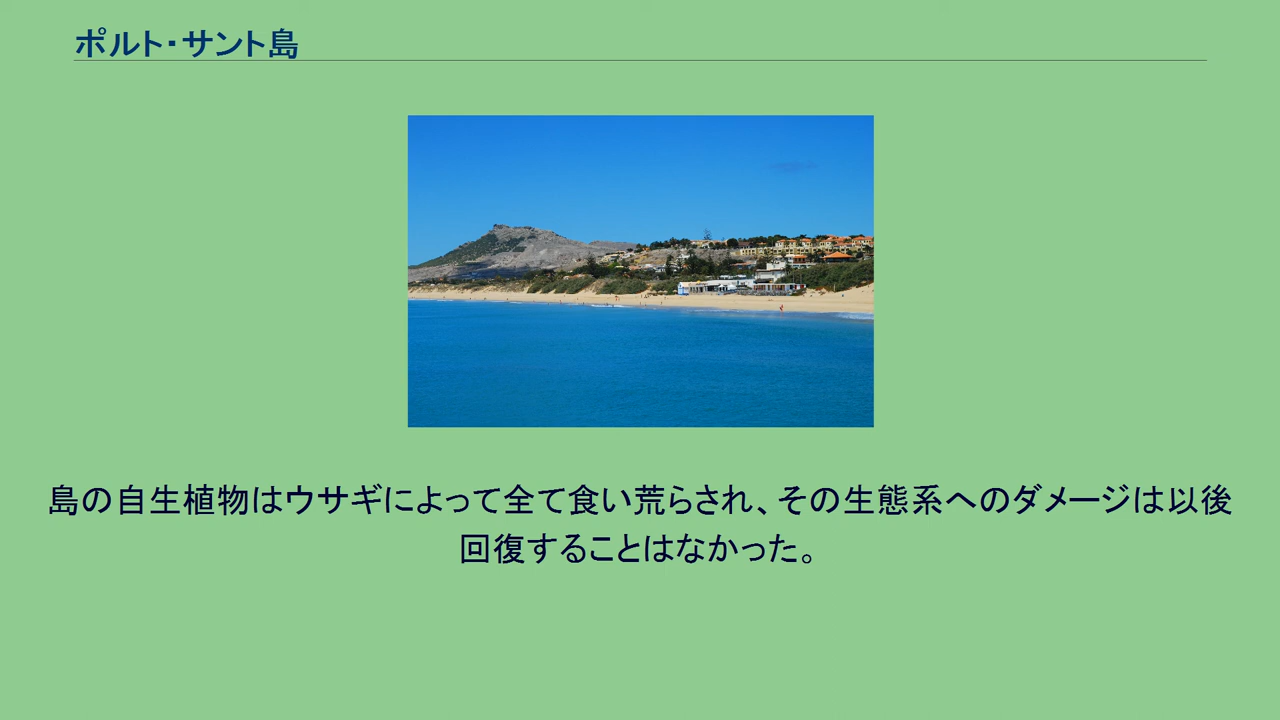 ポルト・サント島
島の自生植物はウサギによって全て食い荒らされ、その生態系へのダメージは以後
回復することはなかった。